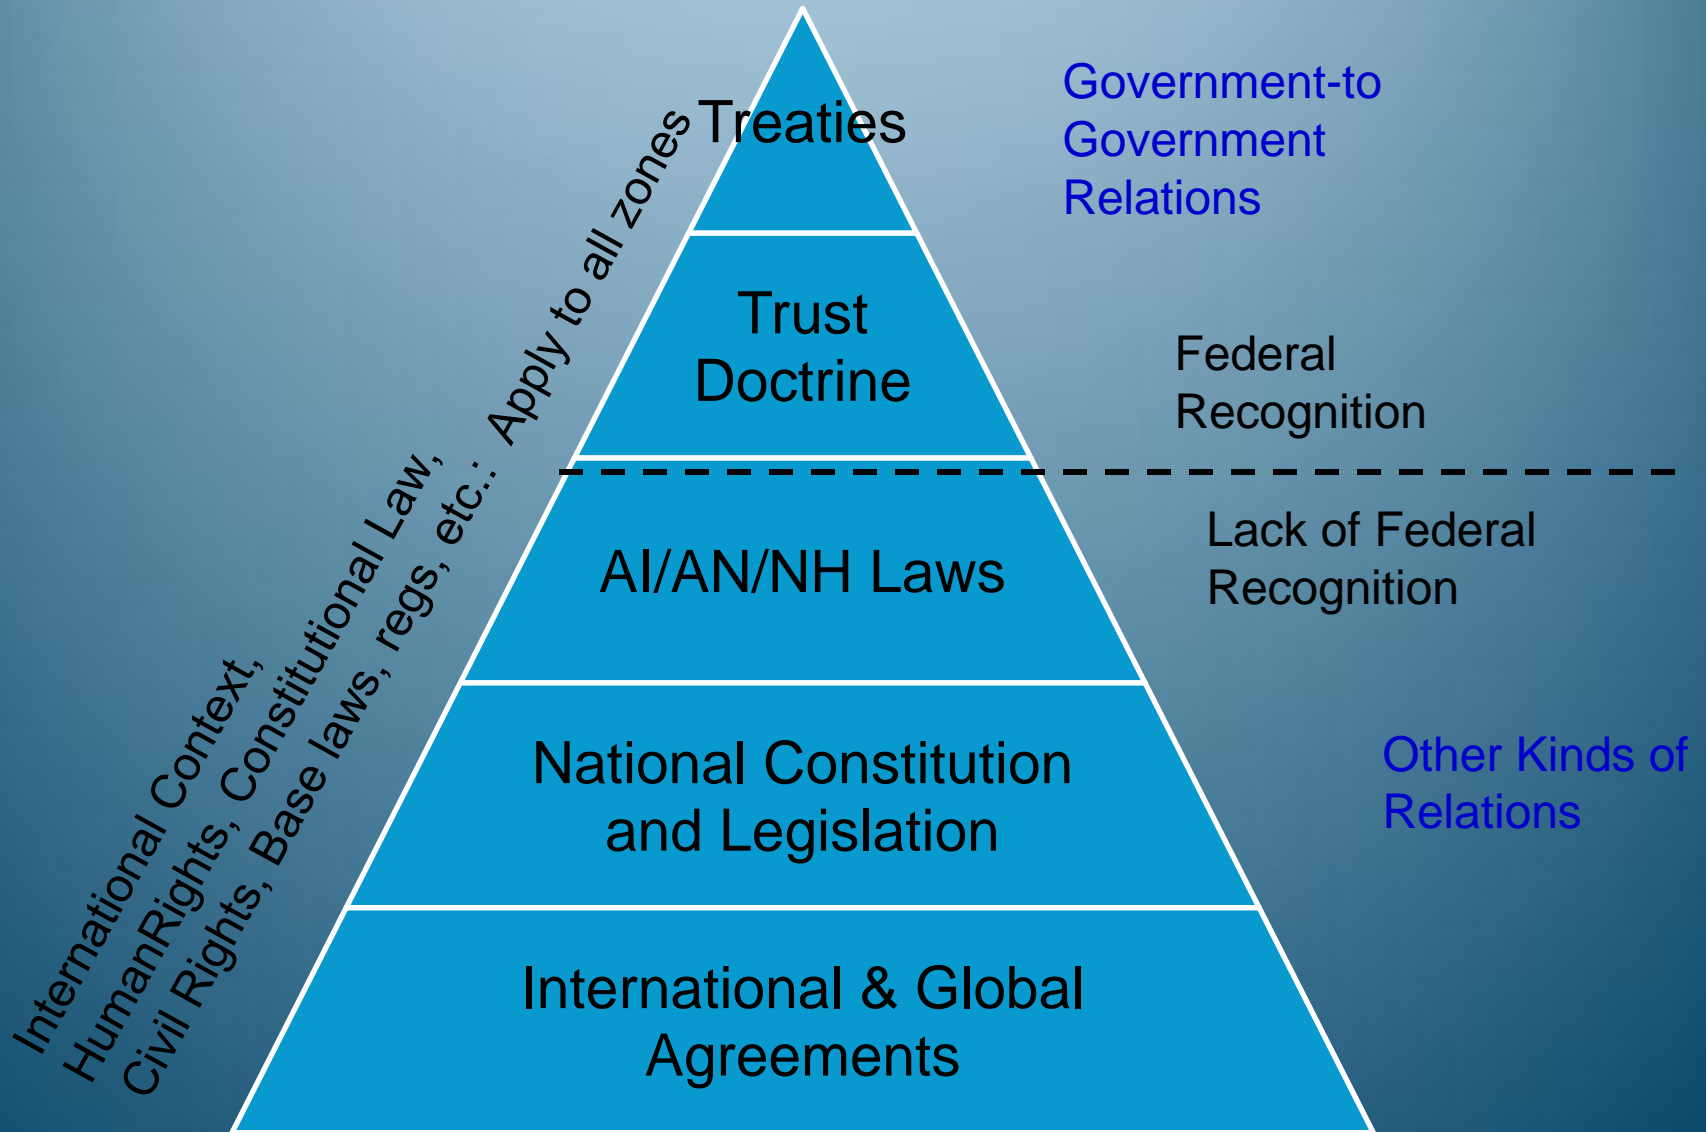 Treaties
Government-to
Government
Relations
Trust
Doctrine
Federal
Recognition
AI/AN/NH Laws
Lack of Federal
Recognition
National Constitution
and Legislation
Other Kinds of
Relations
International & Global
Agreements
International Context,
HumanRights, Constitutional Law,
Civil Rights, Base laws, regs, etc.:  Apply to all zones